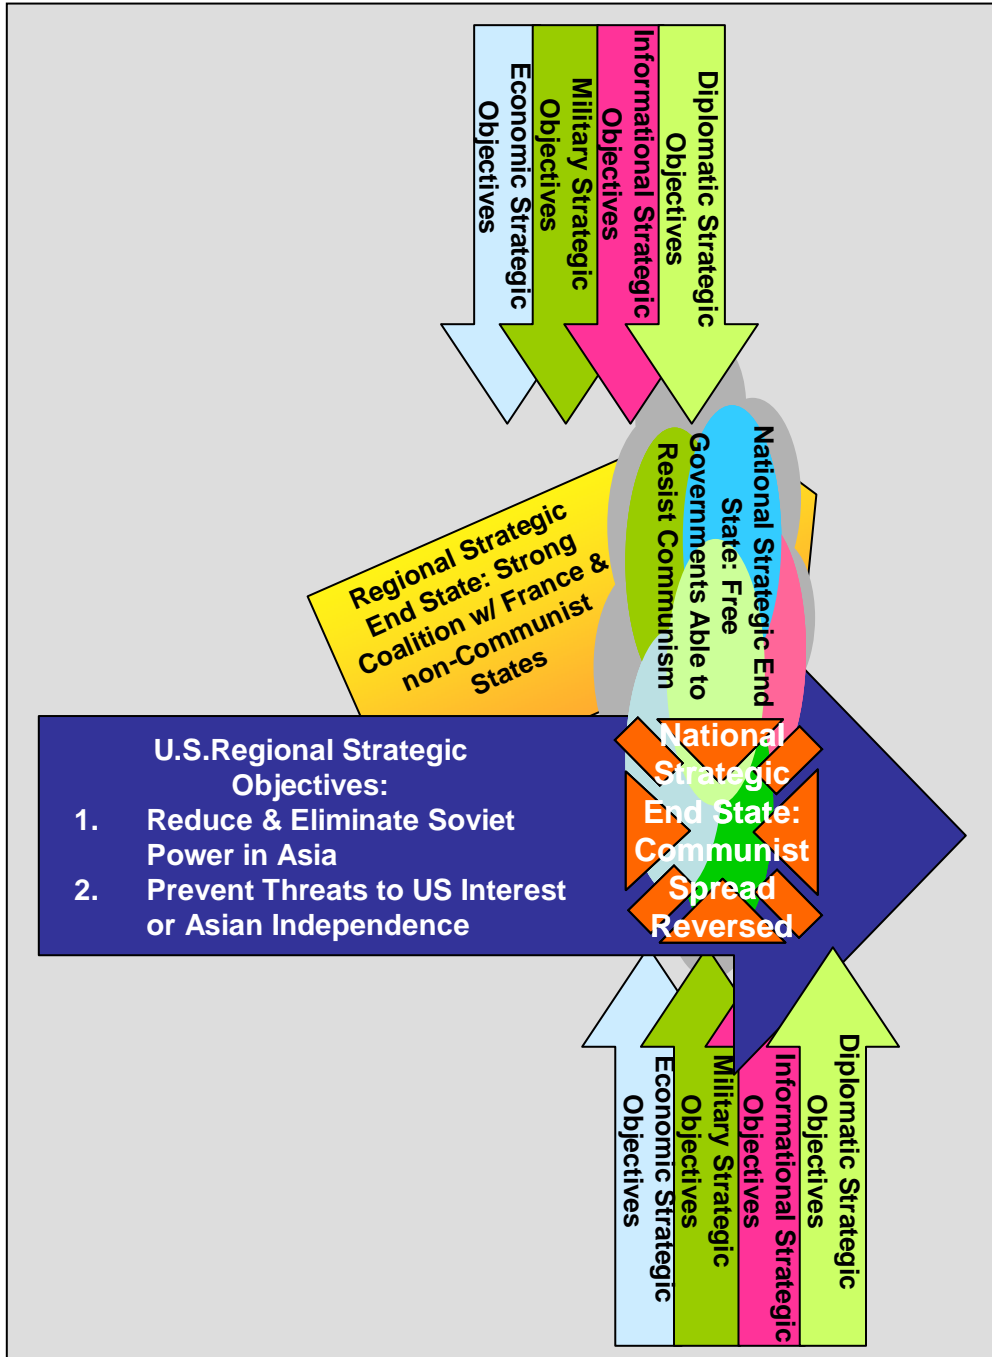 Economic Strategic
Objectives
Military Strategic
Objectives
Informational Strategic
Objectives
Diplomatic Strategic
Objectives
National Strategic End
State: Free
Governments Able to
Resist Communism
Regional Strategic
End State: Strong
Coalition w/ France &
non-Communist
States
U.S.Regional Strategic
Objectives:
1. Reduce & Eliminate Soviet
Power in Asia
2. Prevent Threats to US Interest
or Asian Independence
National
Strategic
End State:
Communist
Spread
Reversed
Economic Strategic
Objectives
Military Strategic
Objectives
Informational Strategic
Objectives
Diplomatic Strategic
Objectives